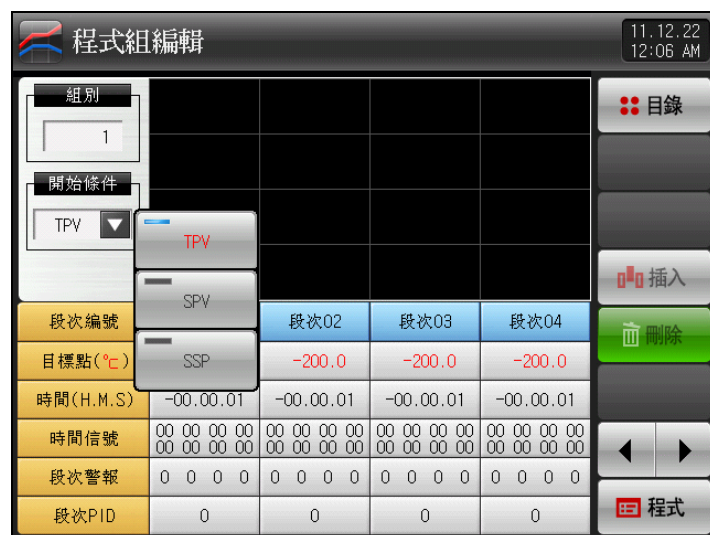 程式組編輯
11.12.22
12:06 AM
組別
1
開始條件
TPV
TPV
SPV
SSP
目錄
插入
刪除
程式
段次編號 段次02 段次03 段次04
目標點(℃) -200.0 -200.0 -200.0
時間(H.M.S) -00.00.01 -00.00.01 -00.00.01 -00.00.01
時間信號 00 00 00 00 00 00 00 00 00 00 00 00 00 00 00 00
00 00 00 00 00 00 00 00 00 00 00 00 00 00 00 00
段次警報 0 0 0 0 0 0 0 0 0 0 0 0 0 0 0 0
段次PID 0 0 0 0